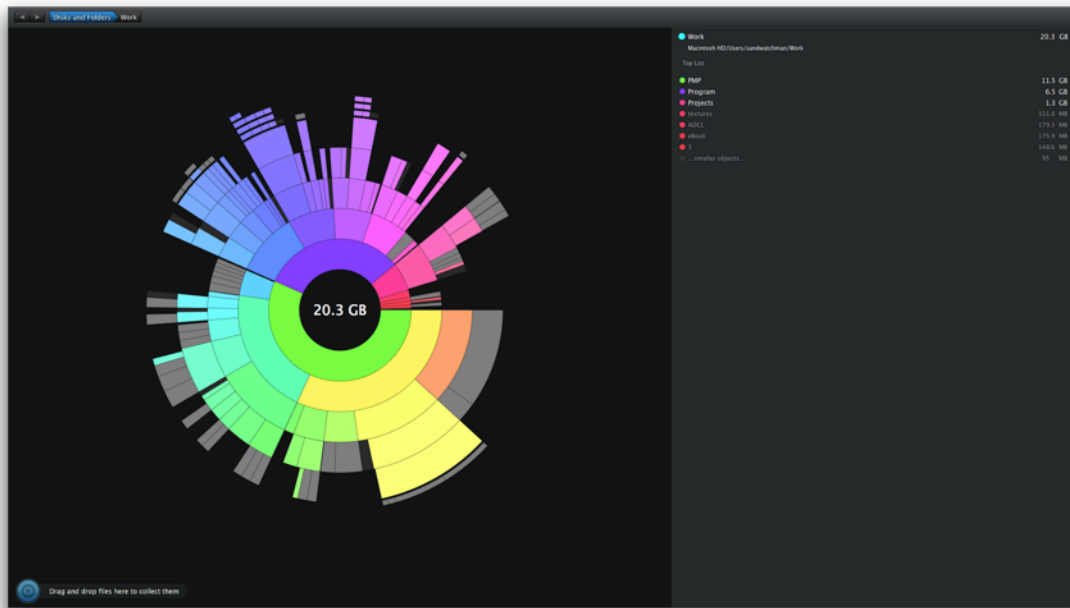 Disks and Folders Work
Work 20.3 GB
Macintosh HD/Users/sandwatchman/Work
Top List
PMP 11.5 GB
Program 6.5 GB
Projects 1.3 GB
textures 311.8 MB
ADCL 179.3 MB
eBook 175.9 MB
3 148.6 MB
...smaller objects... 95 MB
20.3 GB
Drag and drop files here to collect them